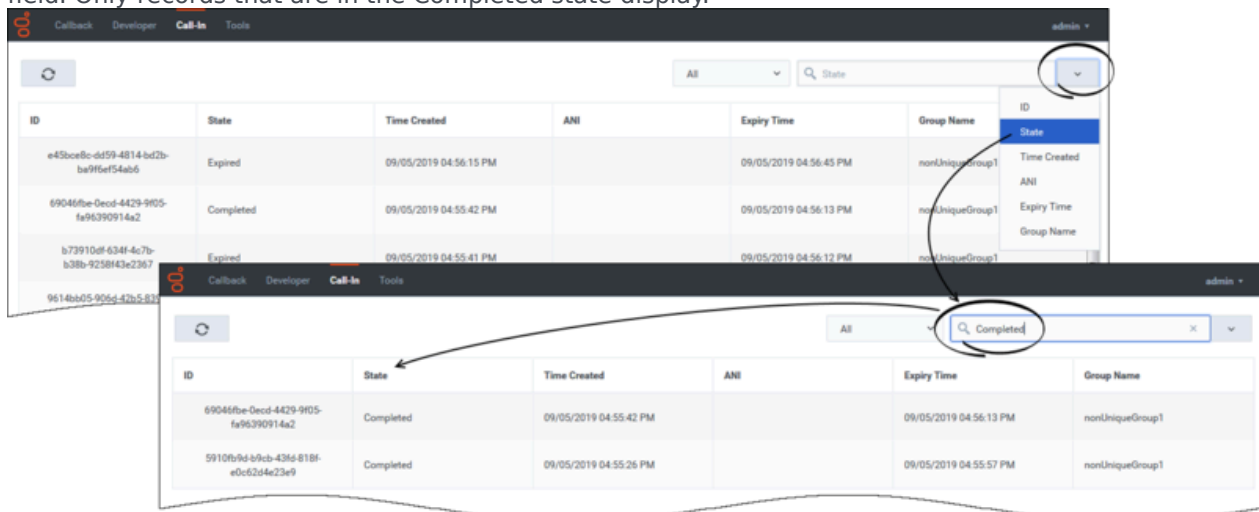 field. Only records that are in the Completed state display.
Callback Developer Call-In Tools admin
All State
ID State Time Created ANI Expiry Time Group Name
ID
State
Time Created
ANI
Expiry Time
Group Name
e45bce8c-dd59-4814-bd2b-
ba9f6ef54ab6
Expired 09/05/2019 04:56:15 PM 09/05/2019 04:56:45 PM nonUniqueGroup1
69046fbe-0ecd-4429-9f05-
fa96390914a2
Completed 09/05/2019 04:55:42 PM 09/05/2019 04:56:13 PM nonUniqueGroup1
b73910df-634f-4c7b-
b38b-9258f43e2367
Expired 09/05/2019 04:55:41 PM 09/05/2019 04:56:12 PM nonUniqueGroup1
9614bb05-906d-42b5-839
Callback Developer Call-In Tools admin
All Completed
ID State Time Created ANI Expiry Time Group Name
69046fbe-0ecd-4429-9f05-
fa96390914a2
Completed 09/05/2019 04:55:42 PM 09/05/2019 04:56:13 PM nonUniqueGroup1
5910fb9d-b9cb-43fd-818f-
e0c62d4e23e9
Completed 09/05/2019 04:55:26 PM 09/05/2019 04:55:57 PM nonUniqueGroup1